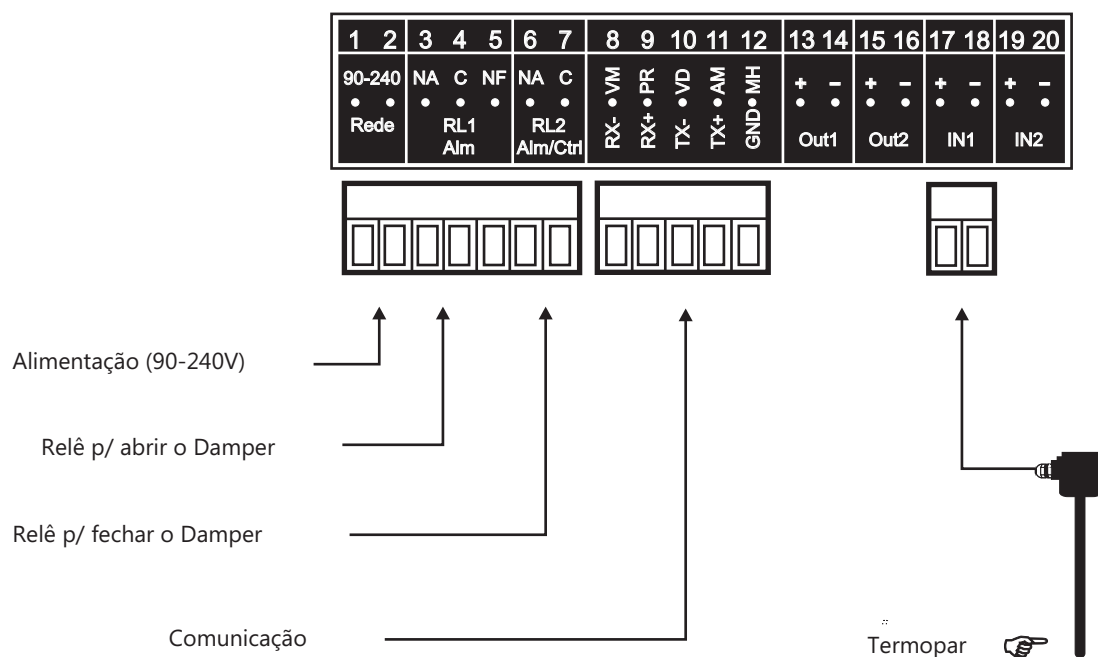 1 2 3 4 5 6 7 8 9 10 11 12 13 14 15 16 17 18 19 20
90-240 NA C NF NA C RX- VM RX+ PR TX- VD TX+ AM GND MH + - + - + - + -
Rede RL1 RL2 Out1 Out2 IN1 IN2
Alm Alm/Ctrl
Alimentação (90-240V)
Relê p/ abrir o Damper
Relê p/ fechar o Damper
Comunicação
Termopar